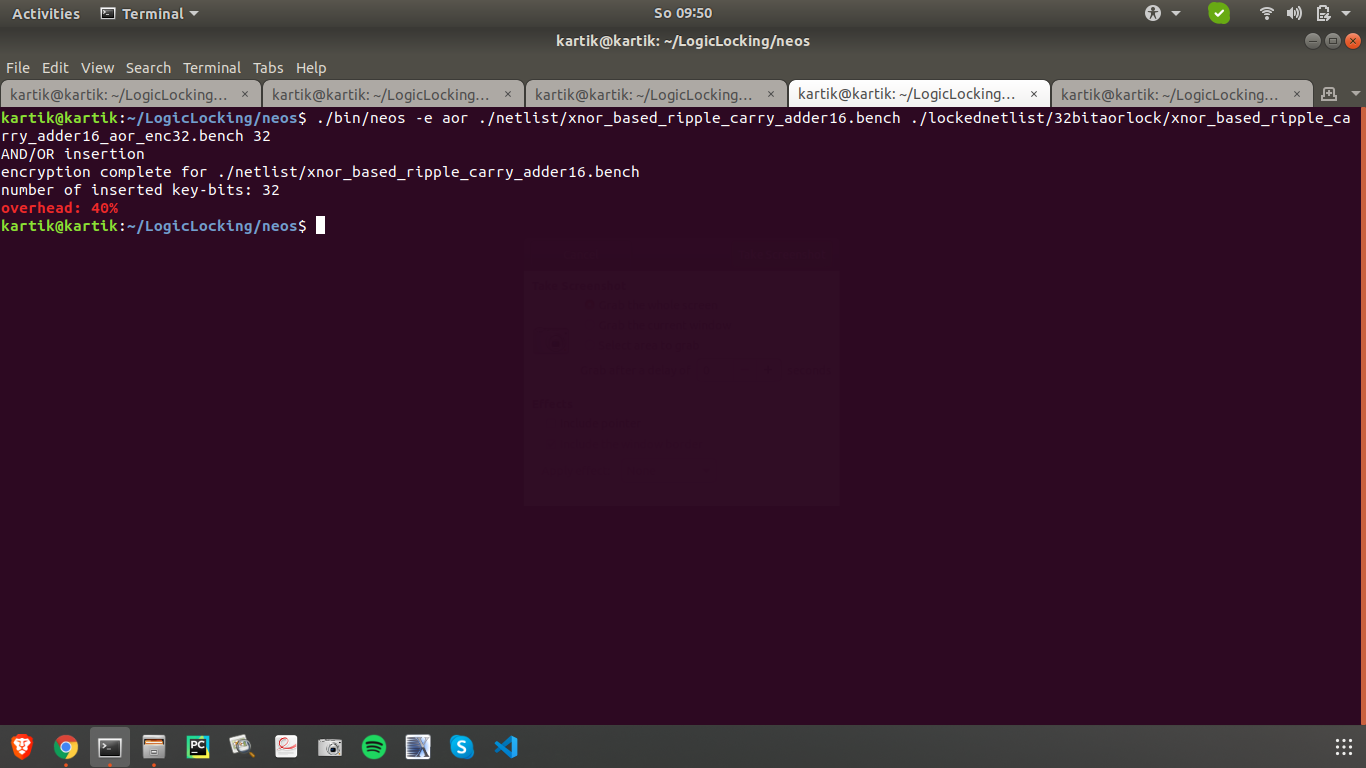 Activities Terminal So 09:50
kartik@kartik: ~/LogicLocking/neos
File Edit View Search Terminal Tabs Help
kartik@kartik: ~/LogicLocking… × kartik@kartik: ~/LogicLocking… × kartik@kartik: ~/LogicLocking… × kartik@kartik: ~/LogicLocking… × kartik@kartik: ~/LogicLocking… ×
kartik@kartik:~/LogicLocking/neos$ ./bin/neos -e aor ./netlist/xnor_based_ripple_carry_adder16.bench ./lockednetlist/32bitaorlock/xnor_based_ripple_ca
rry_adder16_aor_enc32.bench 32
AND/OR insertion
encryption complete for ./netlist/xnor_based_ripple_carry_adder16.bench
number of inserted key-bits: 32
overhead: 40%
kartik@kartik:~/LogicLocking/neos$
PC